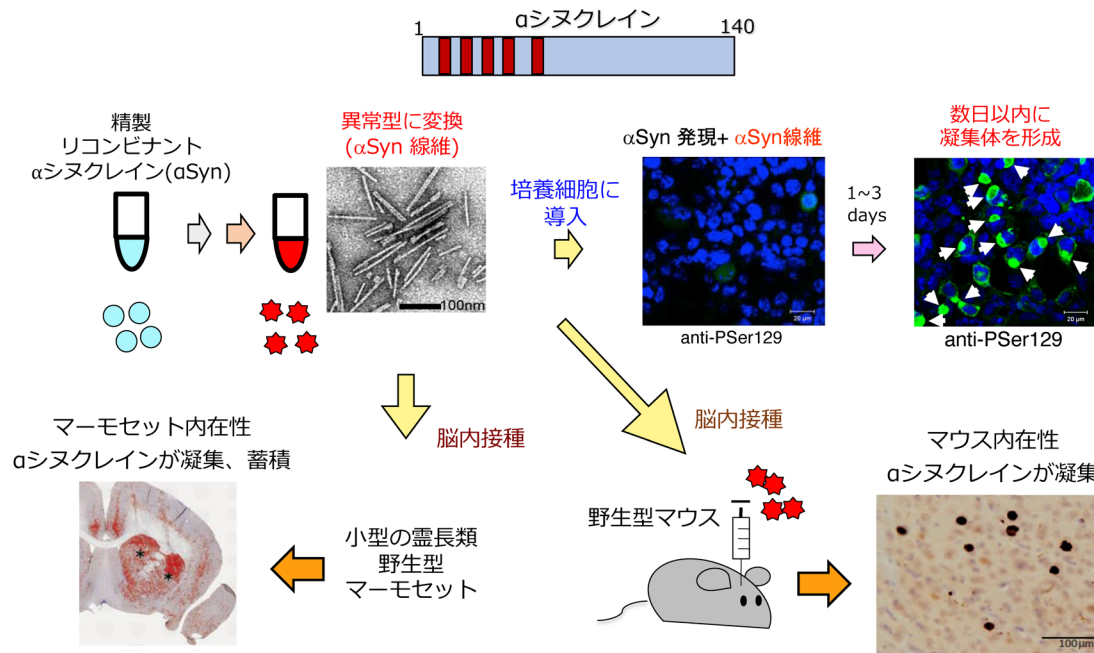 αシヌクレイン
1
140
精製
リコンビナント
αシヌクレイン(αSyn)
異常型に変換
(αSyn 線維)
100nm
培養細胞に
導入
αSyn 発現+ αSyn線維
20 μm
anti-PSer129
1~3
days
数日以内に
凝集体を形成
20 μm
anti-PSer129
マーモセット内在性
αシヌクレインが凝集、蓄積
*
*
脳内接種
小型の霊長類
野生型
マーモセット
脳内接種
野生型マウス
マウス内在性
αシヌクレインが凝集
100μm